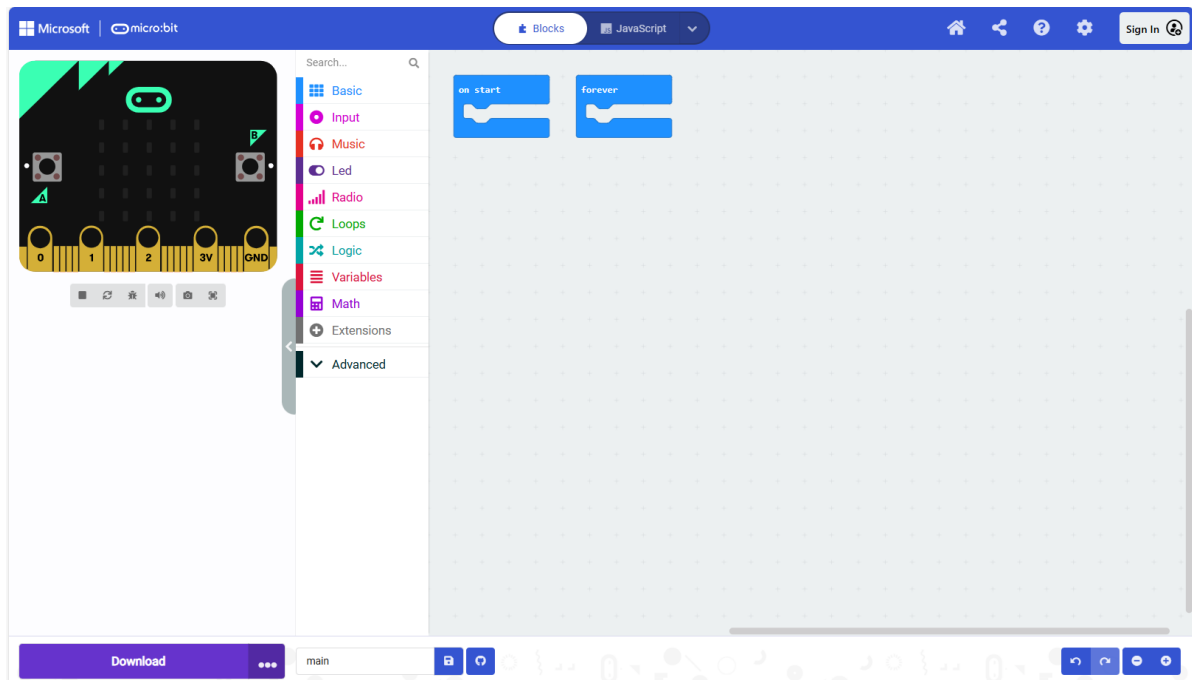 Microsoft micro:bit Blocks JavaScript Sign In
Search...
Basic
Input
Music
Led
Radio
Loops
Logic
Variables
Math
Extensions
Advanced
on start forever
B
A
0 1 2 3V GND
Download main